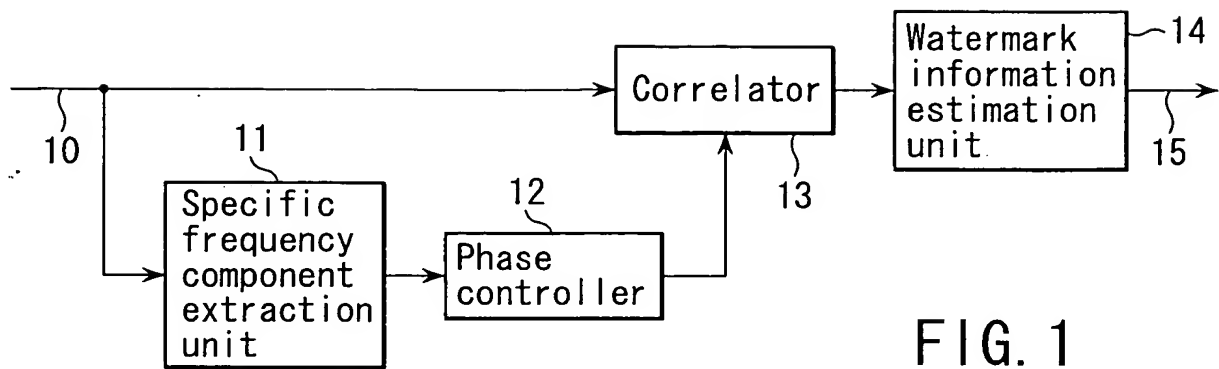 Watermark
information
estimation
unit
14
Correlator
10
11
15
13
Specific
frequency
component
extraction
unit
12
Phase
controller
FIG. 1